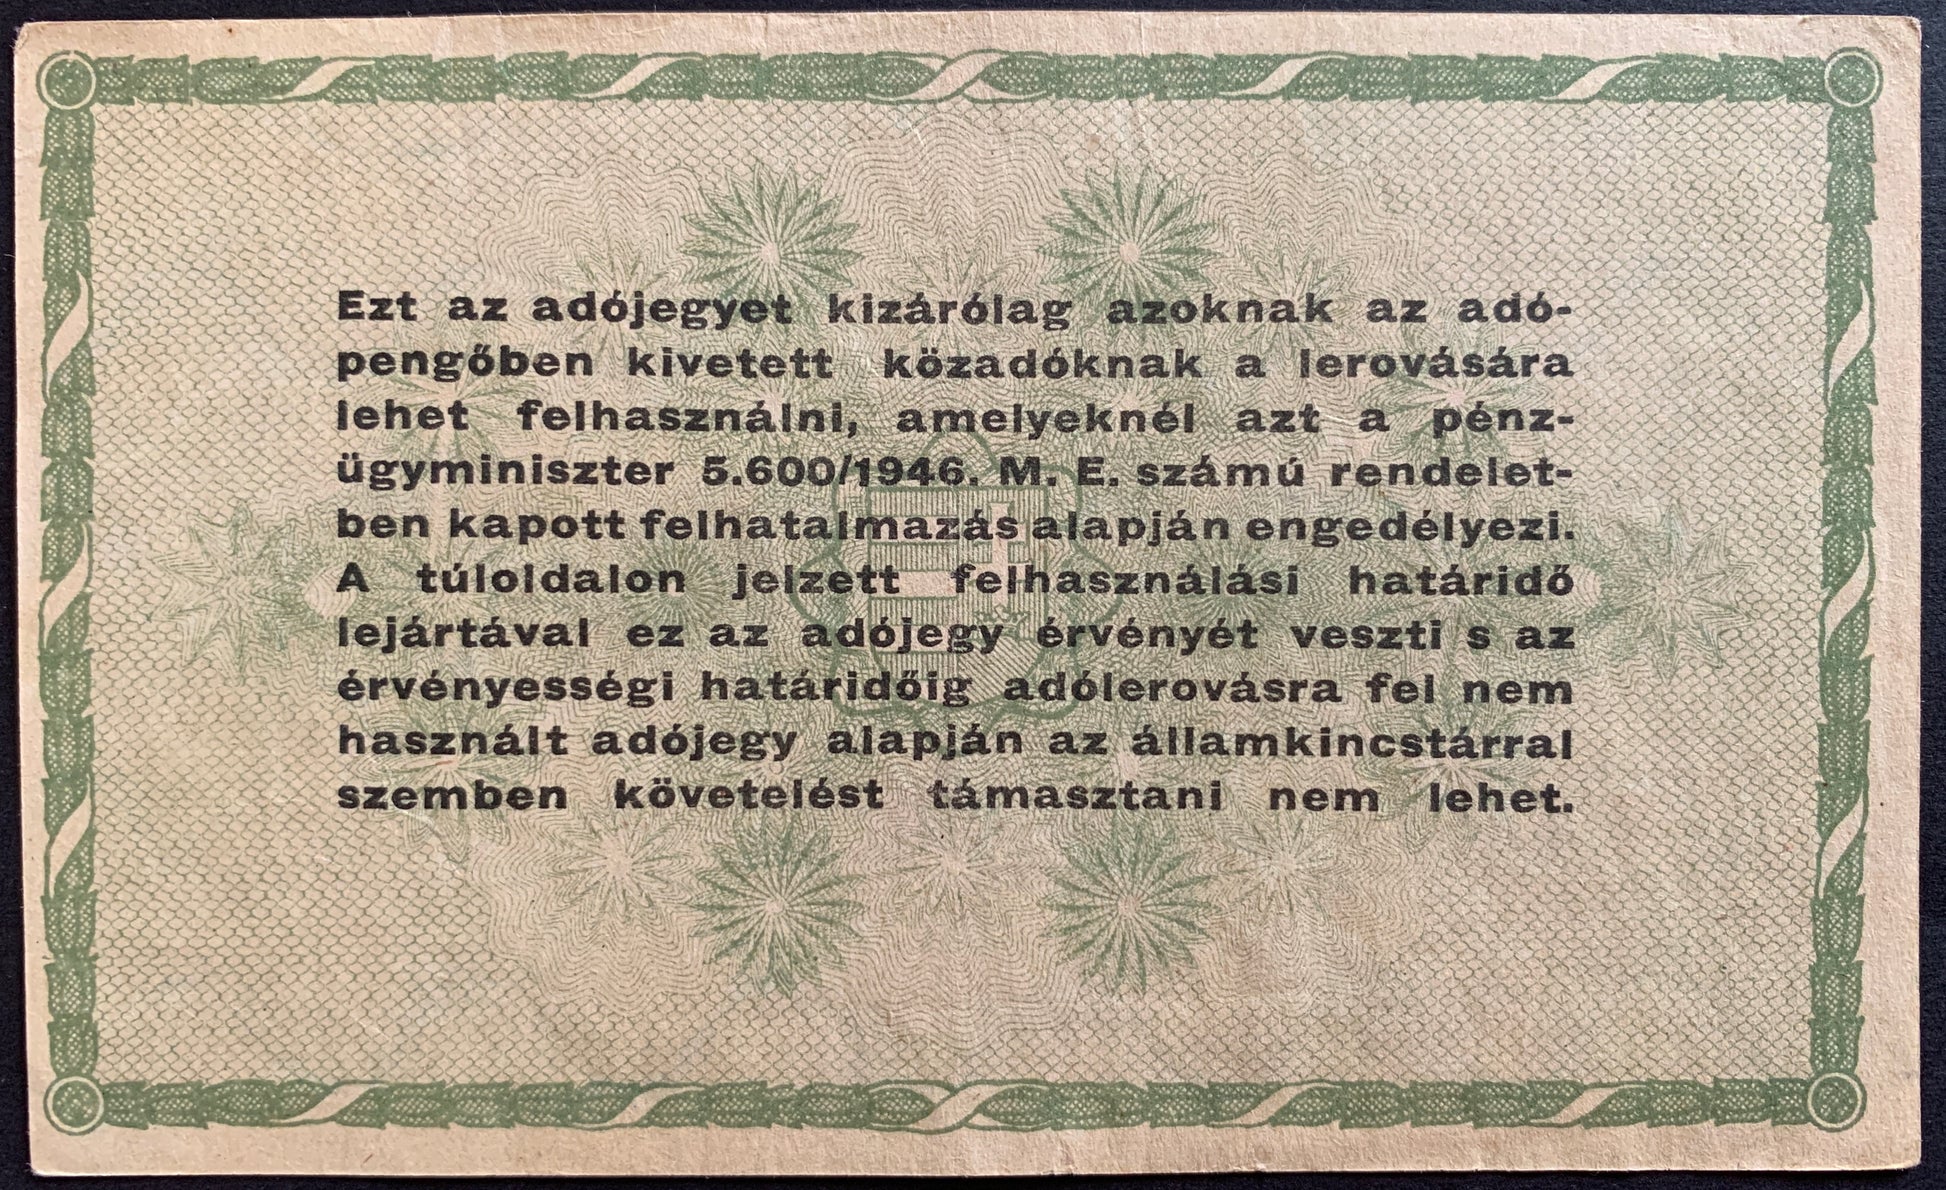 Ezt az adójegyet kizárólag azoknak az adó-
pengőben kivetett közadóknak a lerovására
lehet felhasználni, amelyeknél azt a pénz-
ügyminiszter 5.600/1946. M. E. számú rendelet-
ben kapott felhatalmazás alapján engedélyezi.
A túloldalon jelzett felhasználási határidő
lejártával ez az adójegy érvényét veszti s az
érvényességi határidőig adólerovásra fel nem
használt adójegy alapján az államkincstárral
szemben követelést támasztani nem lehet.